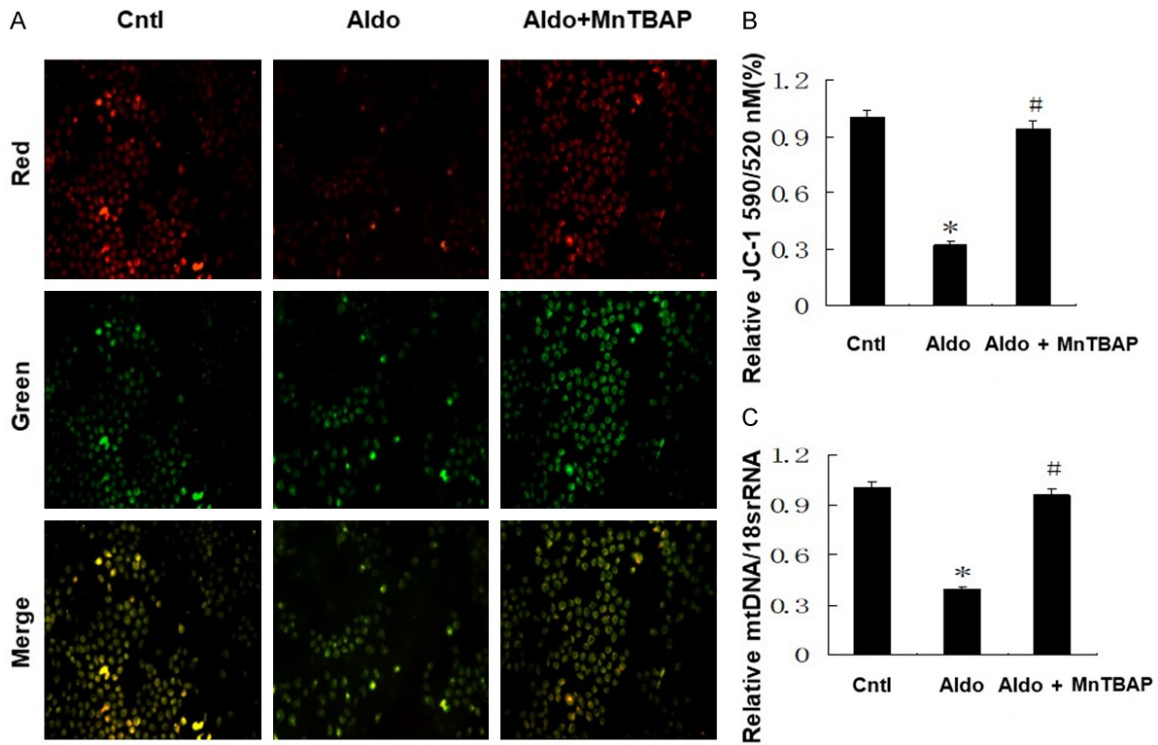 A
Cntl Aldo Aldo+MnTBAP
Red
Green
Merge
B
Relative JC-1 590/520 nM(%)
1.2
0.9
0.6
0.3
0
*
#
Cntl Aldo Aldo + MnTBAP
C
Relative mtDNA/18srRNA
1.2
0.9
0.6
0.3
0
*
#
Cntl Aldo Aldo + MnTBAP